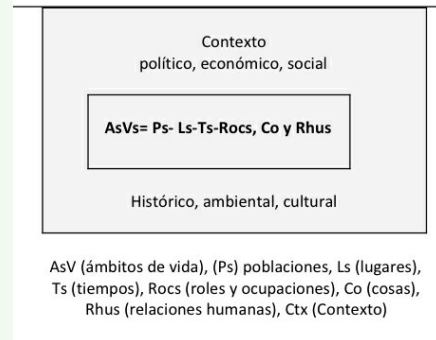 Contexto
político, económico, social
AsVs= Ps- Ls-Ts-Rocs, Co y Rhus
Histórico, ambiental, cultural
AsV (ámbitos de vida), (Ps) poblaciones, Ls (lugares),
Ts (tiempos), Rocs (roles y ocupaciones), Co (cosas),
Rhus (relaciones humanas), Ctx (Contexto)